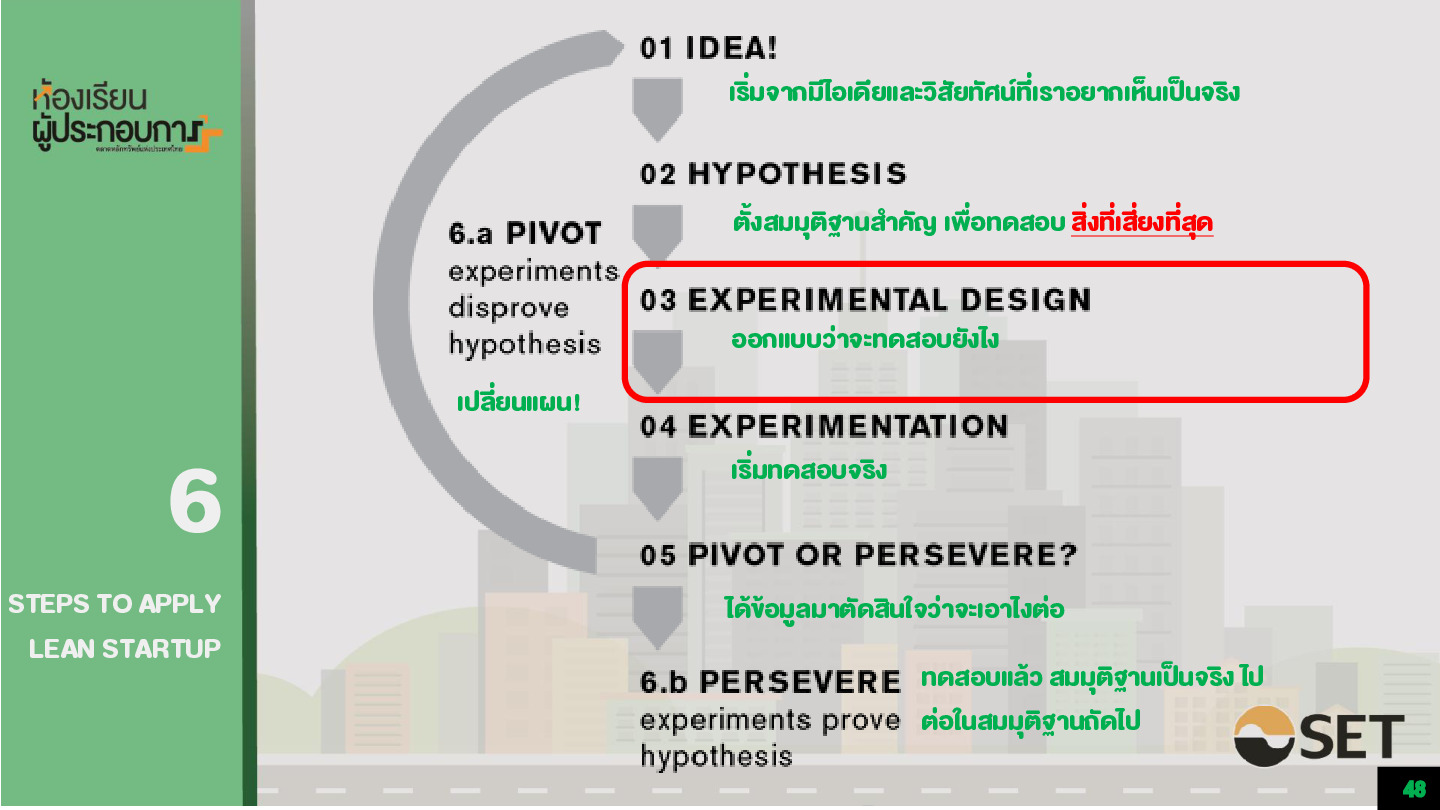 ห้องเรียน
ผู้ประกอบการ
ตลาดหลักทรัพย์แห่งประเทศไทย
6
STEPS TO APPLY
LEAN STARTUP
01 IDEA!
เริ่มจากมีไอเดียและวิสัยทัศน์ที่เราอยากเห็นเป็นจริง
02 HYPOTHESIS
ตั้งสมมุติฐานสำคัญ เพื่อทดสอบ สิ่งที่เสี่ยงที่สุด
6.a PIVOT
experiments
disprove
hypothesis
เปลี่ยนแผน!
03 EXPERIMENTAL DESIGN
ออกแบบว่าจะทดสอบยังไง
04 EXPERIMENTATION
เริ่มทดสอบจริง
05 PIVOT OR PERSEVERE?
ได้ข้อมูลมาตัดสินใจว่าจะเอาไงต่อ
6.b PERSEVERE
experiments prove
hypothesis
ทดสอบแล้ว สมมุติฐานเป็นจริง ไป
ต่อในสมมุติฐานถัดไป
SET
48